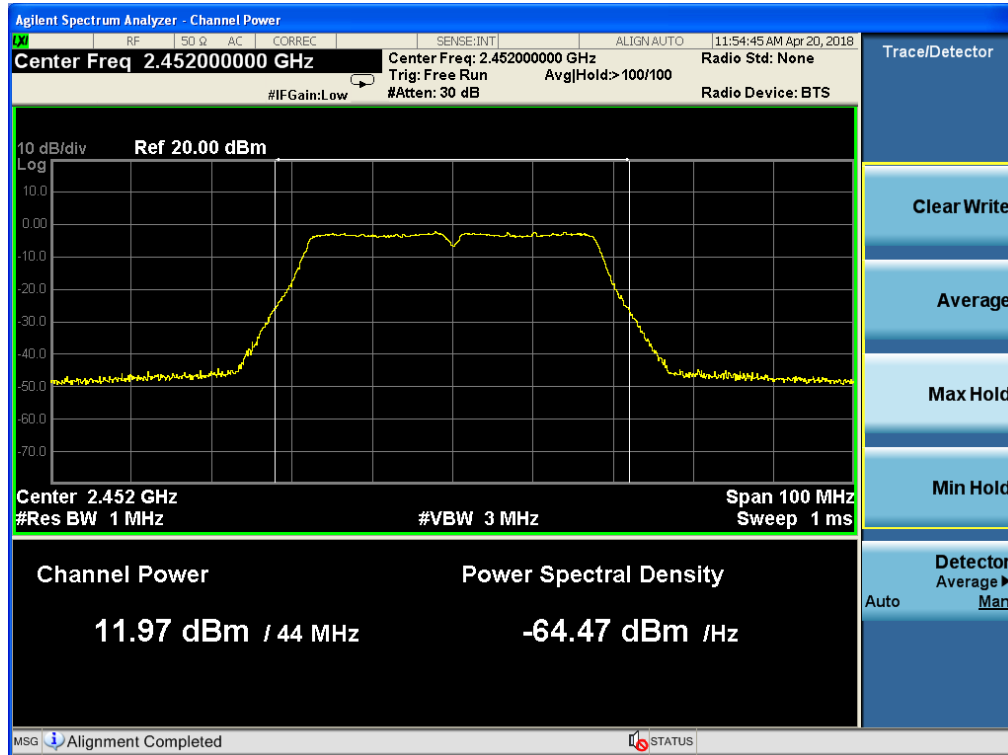 Agilent Spectrum Analyzer - Channel Power
LXI RF 50 Ω AC CORREC SENSE:INT ALIGN AUTO 11:54:45 AM Apr 20, 2018
Center Freq 2.452000000 GHz
Center Freq: 2.452000000 GHz Radio Std: None
Trig: Free Run Avg|Hold:>100/100
#IFGain:Low #Atten: 30 dB Radio Device: BTS
Trace/Detector
10 dB/div Ref 20.00 dBm
Log
10.0
0.00
-10.0
-20.0
-30.0
-40.0
-50.0
-60.0
-70.0
Center 2.452 GHz Span 100 MHz
#Res BW 1 MHz #VBW 3 MHz Sweep 1 ms
Channel Power Power Spectral Density
11.97 dBm / 44 MHz -64.47 dBm /Hz
Clear Write
Average
Max Hold
Min Hold
Detector
Average
Auto Man
MSG Alignment Completed STATUS